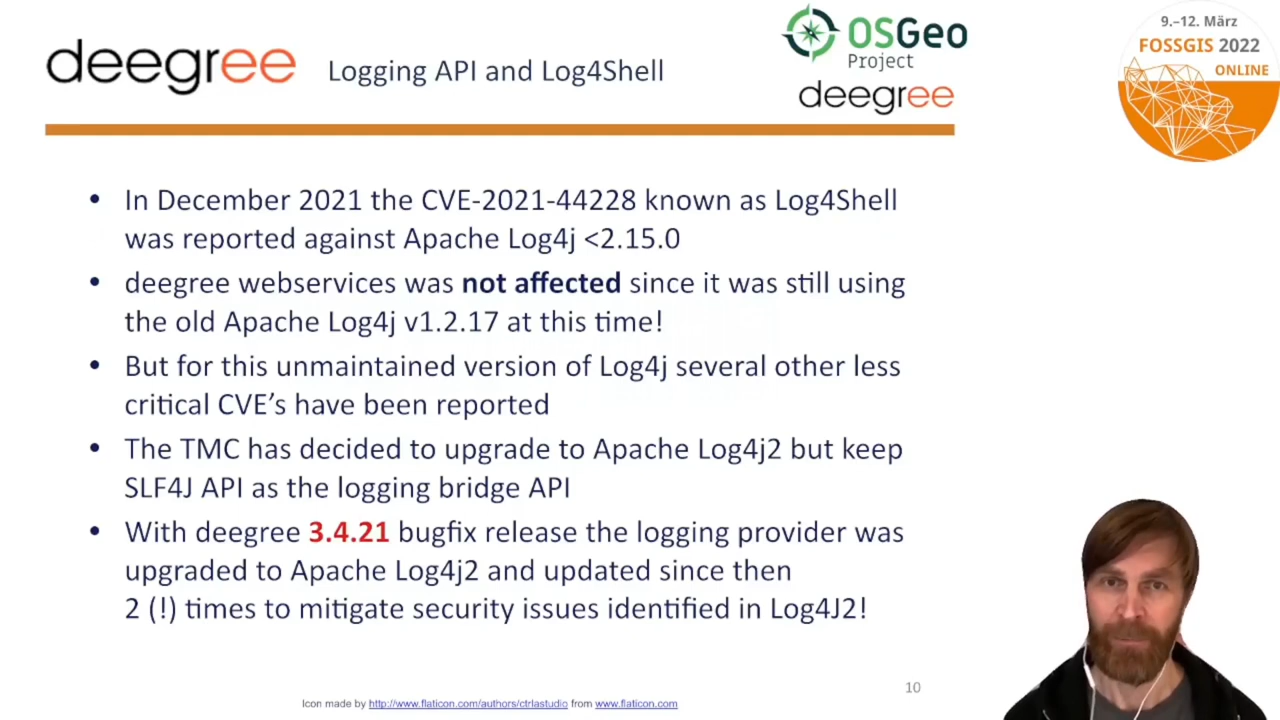 deegree
Logging API and Log4Shell
OSGeo
Project
deegree
9.–12. März
FOSSGIS 2022
ONLINE
• In December 2021 the CVE-2021-44228 known as Log4Shell
was reported against Apache Log4j <2.15.0
• deegree webservices was not affected since it was still using
the old Apache Log4j v1.2.17 at this time!
• But for this unmaintained version of Log4j several other less
critical CVE’s have been reported
• The TMC has decided to upgrade to Apache Log4j2 but keep
SLF4J API as the logging bridge API
• With deegree 3.4.21 bugfix release the logging provider was
upgraded to Apache Log4j2 and updated since then
2 (!) times to mitigate security issues identified in Log4J2!
10
Icon made by http://www.flaticon.com/authors/ctrlastudio from www.flaticon.com